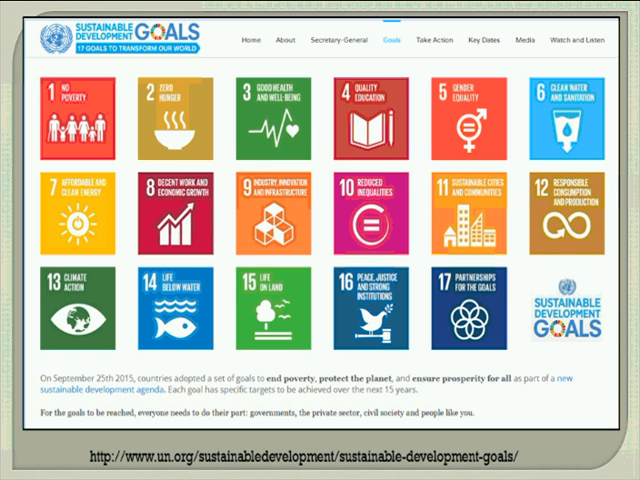 SUSTAINABLE
DEVELOPMENT GOALS
17 GOALS TO TRANSFORM OUR WORLD
Home About Secretary-General Goals Take Action Key Dates Media Watch and Listen
1 NO
POVERTY
2 ZERO
HUNGER
3 GOOD HEALTH
AND WELL-BEING
4 QUALITY
EDUCATION
5 GENDER
EQUALITY
6 CLEAN WATER
AND SANITATION
7 AFFORDABLE AND
CLEAN ENERGY
8 DECENT WORK AND
ECONOMIC GROWTH
9 INDUSTRY, INNOVATION
AND INFRASTRUCTURE
10 REDUCED
INEQUALITIES
11 SUSTAINABLE CITIES
AND COMMUNITIES
12 RESPONSIBLE
CONSUMPTION
AND PRODUCTION
13 CLIMATE
ACTION
14 LIFE
BELOW WATER
15 LIFE
ON LAND
16 PEACE, JUSTICE
AND STRONG
INSTITUTIONS
17 PARTNERSHIPS
FOR THE GOALS
SUSTAINABLE
DEVELOPMENT
GOALS
On September 25th 2015, countries adopted a set of goals to end poverty, protect the planet, and ensure prosperity for all as part of a new
sustainable development agenda. Each goal has specific targets to be achieved over the next 15 years.
For the goals to be reached, everyone needs to do their part: governments, the private sector, civil society and people like you.
http://www.un.org/sustainabledevelopment/sustainable-development-goals/